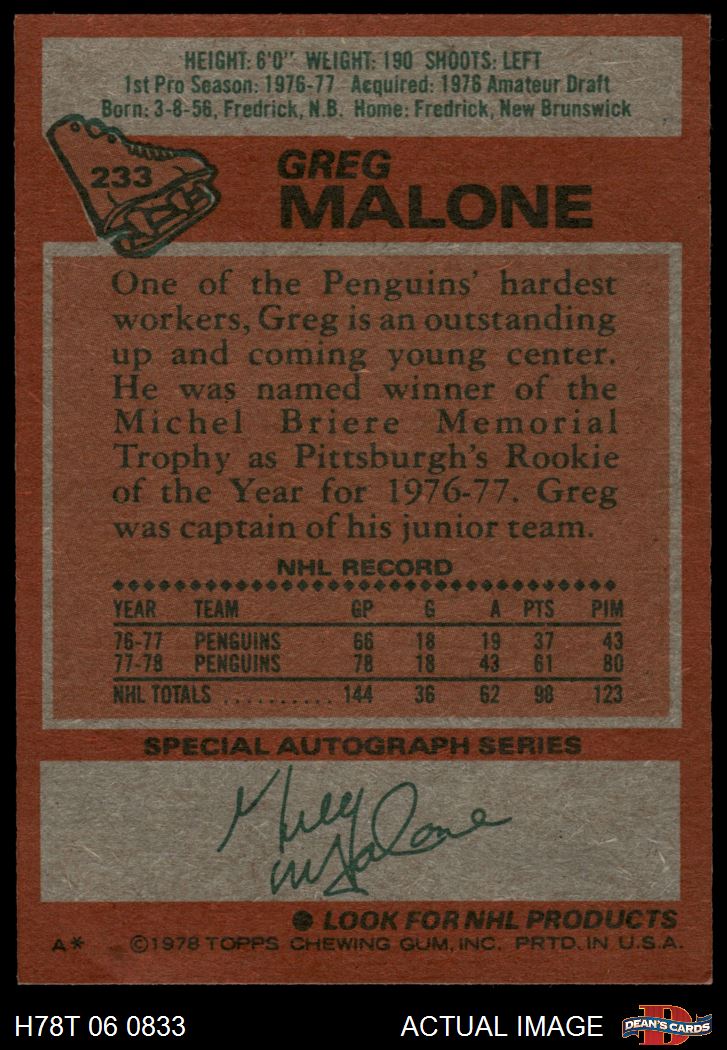 HEIGHT: 6'0" WEIGHT: 190 SHOOTS: LEFT
1st Pro Season: 1976-77 Acquired: 1976 Amateur Draft
Born: 3-8-56, Fredrick, N.B. Home: Fredrick, New Brunswick
233
GREG
MALONE
One of the Penguins' hardest
workers, Greg is an outstanding
up and coming young center.
He was named winner of the
Michel Briere Memorial
Trophy as Pittsburgh's Rookie
of the Year for 1976-77. Greg
was captain of his junior team.
NHL RECORD
YEAR TEAM GP G A PTS PIM
76-77 PENGUINS 66 18 19 37 43
77-78 PENGUINS 78 18 43 61 80
NHL TOTALS .......... 144 36 62 98 123
SPECIAL AUTOGRAPH SERIES
Greg
Malone
LOOK FOR NHL PRODUCTS
A* ©1978 TOPPS CHEWING GUM, INC. PRTD. IN U.S.A.
H78T 06 0833 ACTUAL IMAGE D DEAN'S CARDS